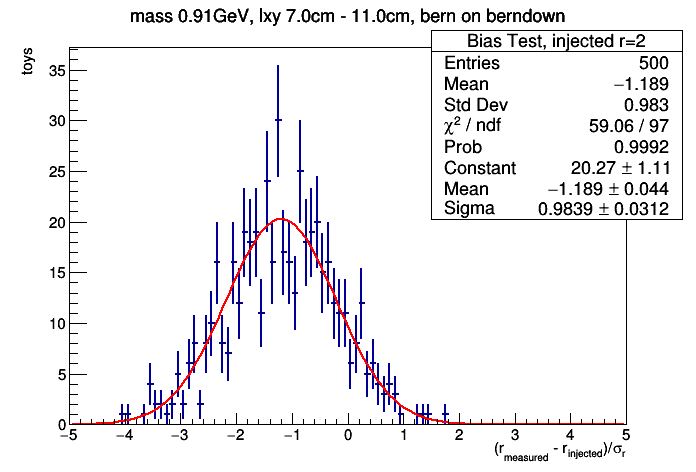 mass 0.91GeV, lxy 7.0cm - 11.0cm, bern on berndown
Bias Test, injected r=2
Entries 500
Mean −1.189
Std Dev 0.983
χ² / ndf 59.06 / 97
Prob 0.9992
Constant 20.27 ± 1.11
Mean −1.189 ± 0.044
Sigma 0.9839 ± 0.0312
toys
35
30
25
20
15
10
5
0
−5 −4 −3 −2 −1 0 1 2 3 4 5
(r_measured - r_injected)/σ_r